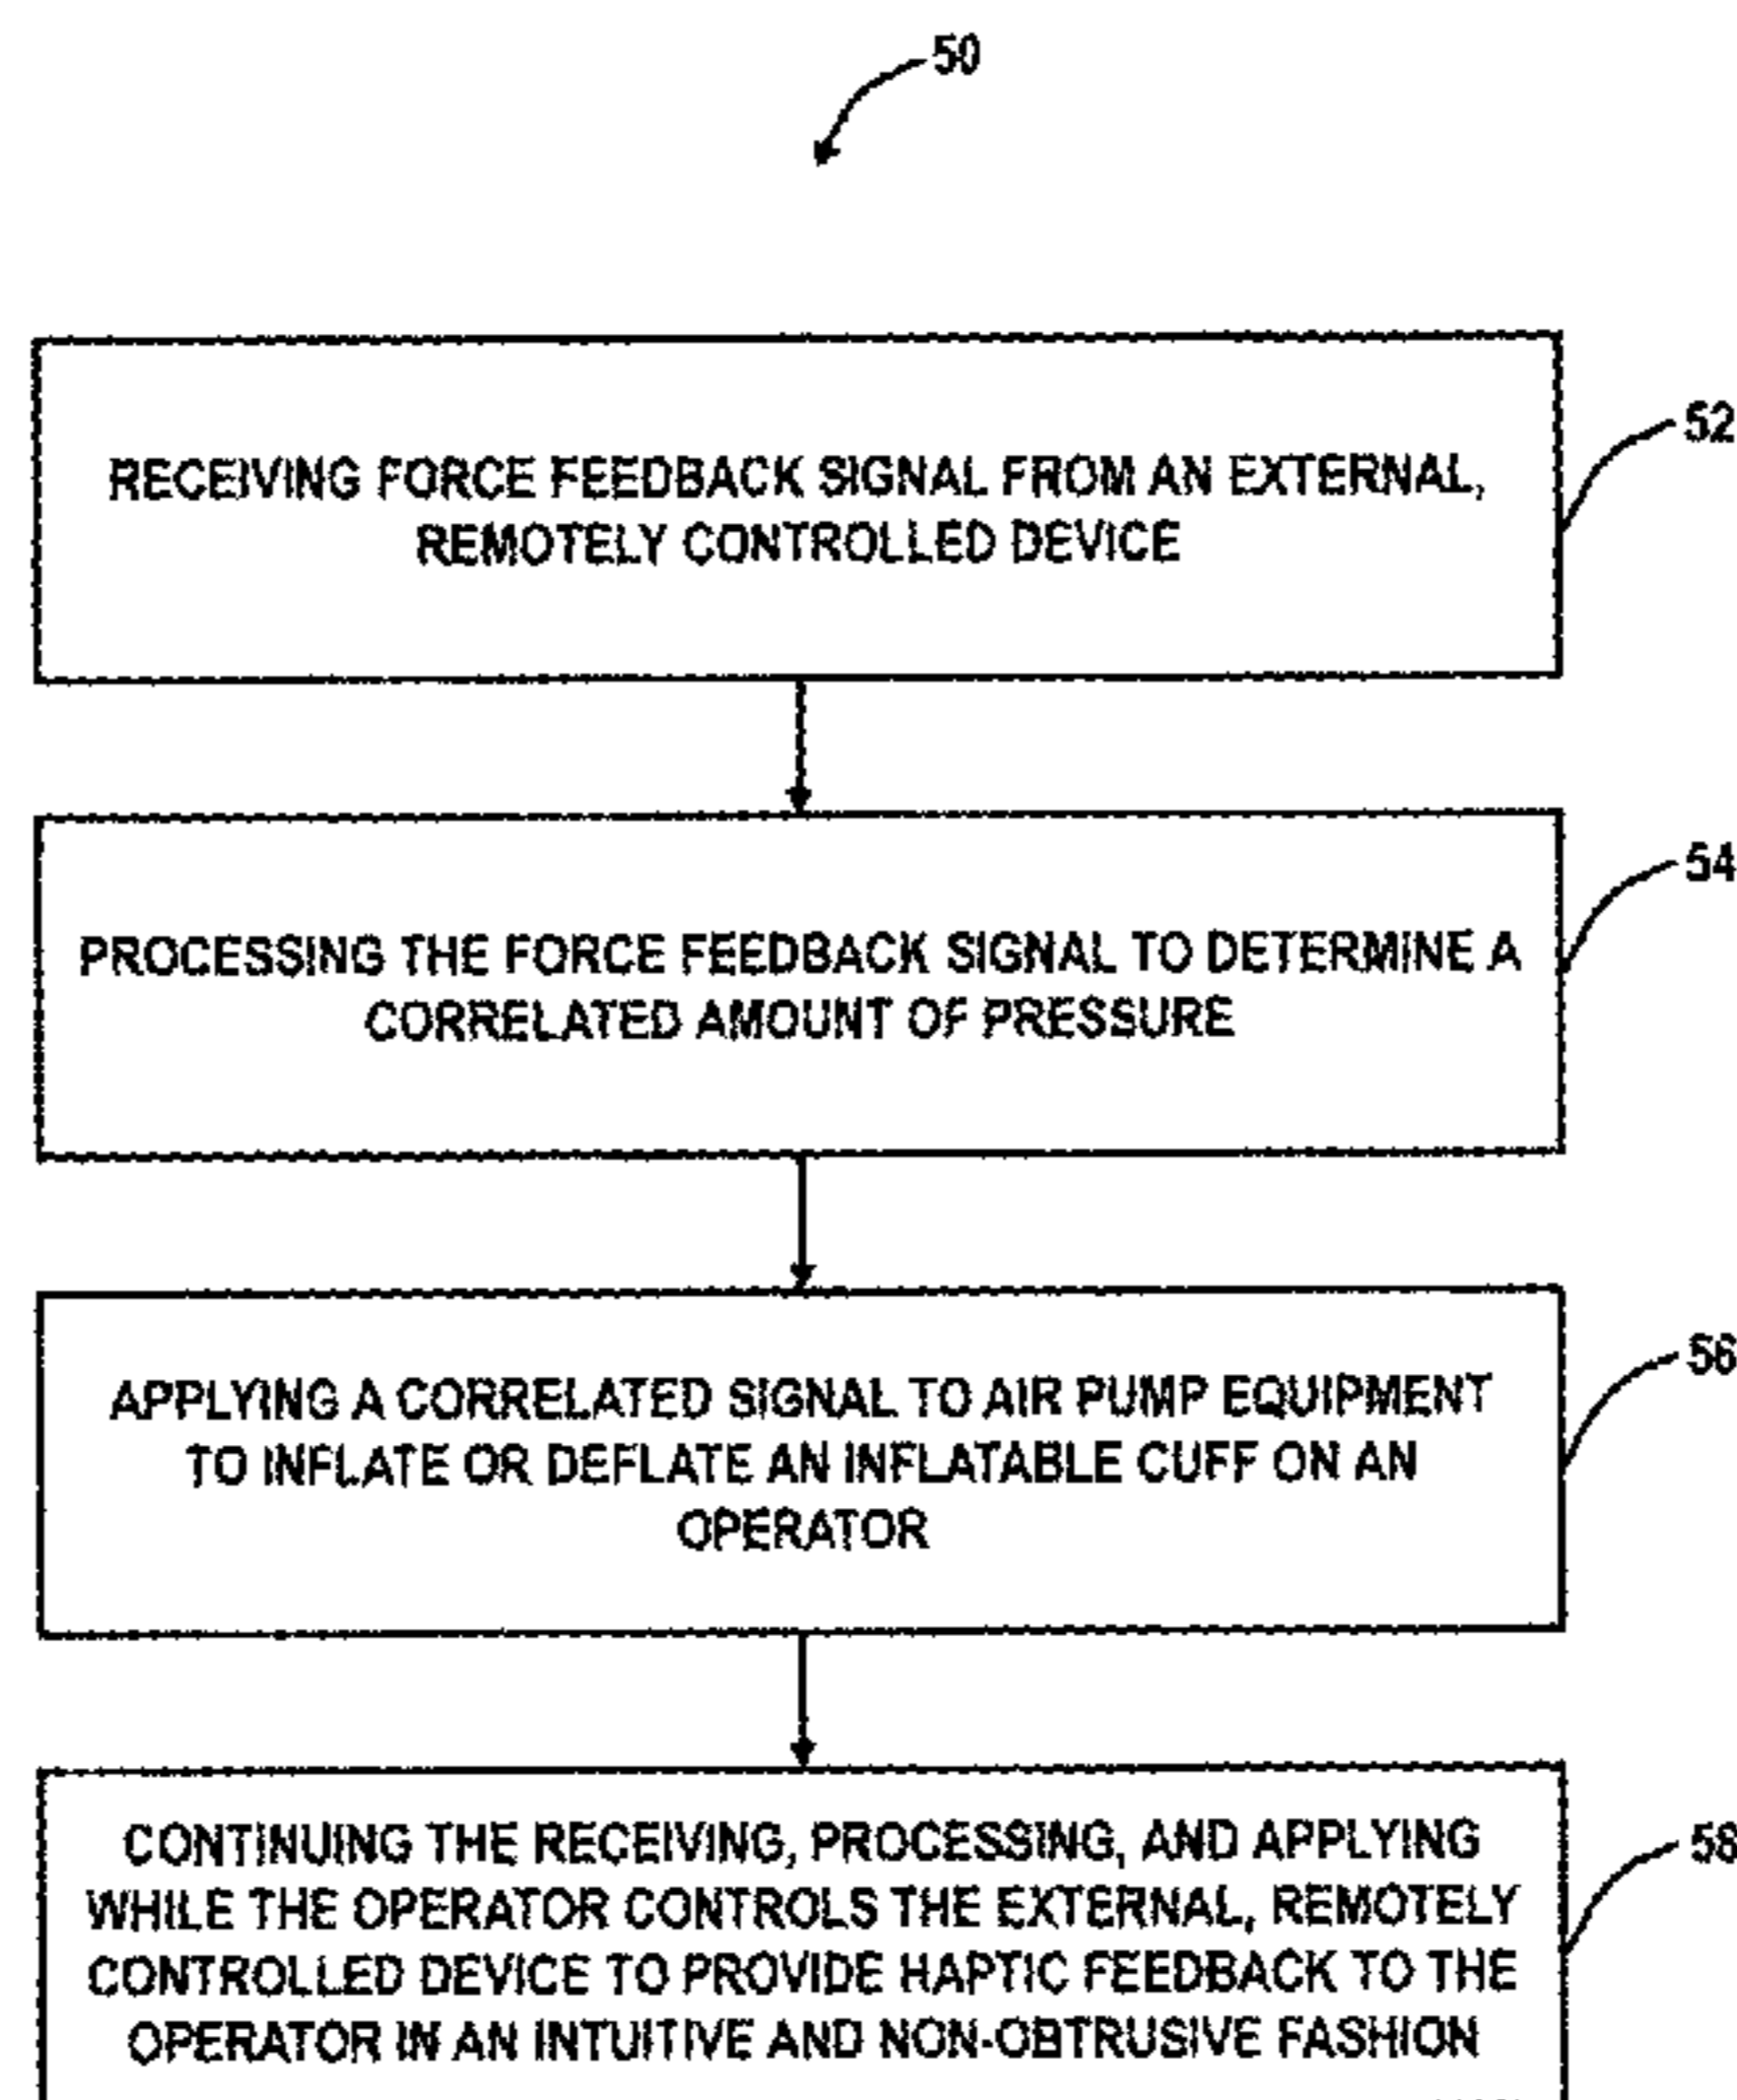 50
RECEIVING FORCE FEEDBACK SIGNAL FROM AN EXTERNAL,
REMOTELY CONTROLLED DEVICE
52
PROCESSING THE FORCE FEEDBACK SIGNAL TO DETERMINE A
CORRELATED AMOUNT OF PRESSURE
54
APPLYING A CORRELATED SIGNAL TO AIR PUMP EQUIPMENT
TO INFLATE OR DEFLATE AN INFLATABLE CUFF ON AN
OPERATOR
56
CONTINUING THE RECEIVING, PROCESSING, AND APPLYING
WHILE THE OPERATOR CONTROLS THE EXTERNAL, REMOTELY
CONTROLLED DEVICE TO PROVIDE HAPTIC FEEDBACK TO THE
OPERATOR IN AN INTUITIVE AND NON-OBTRUSIVE FASHION
58